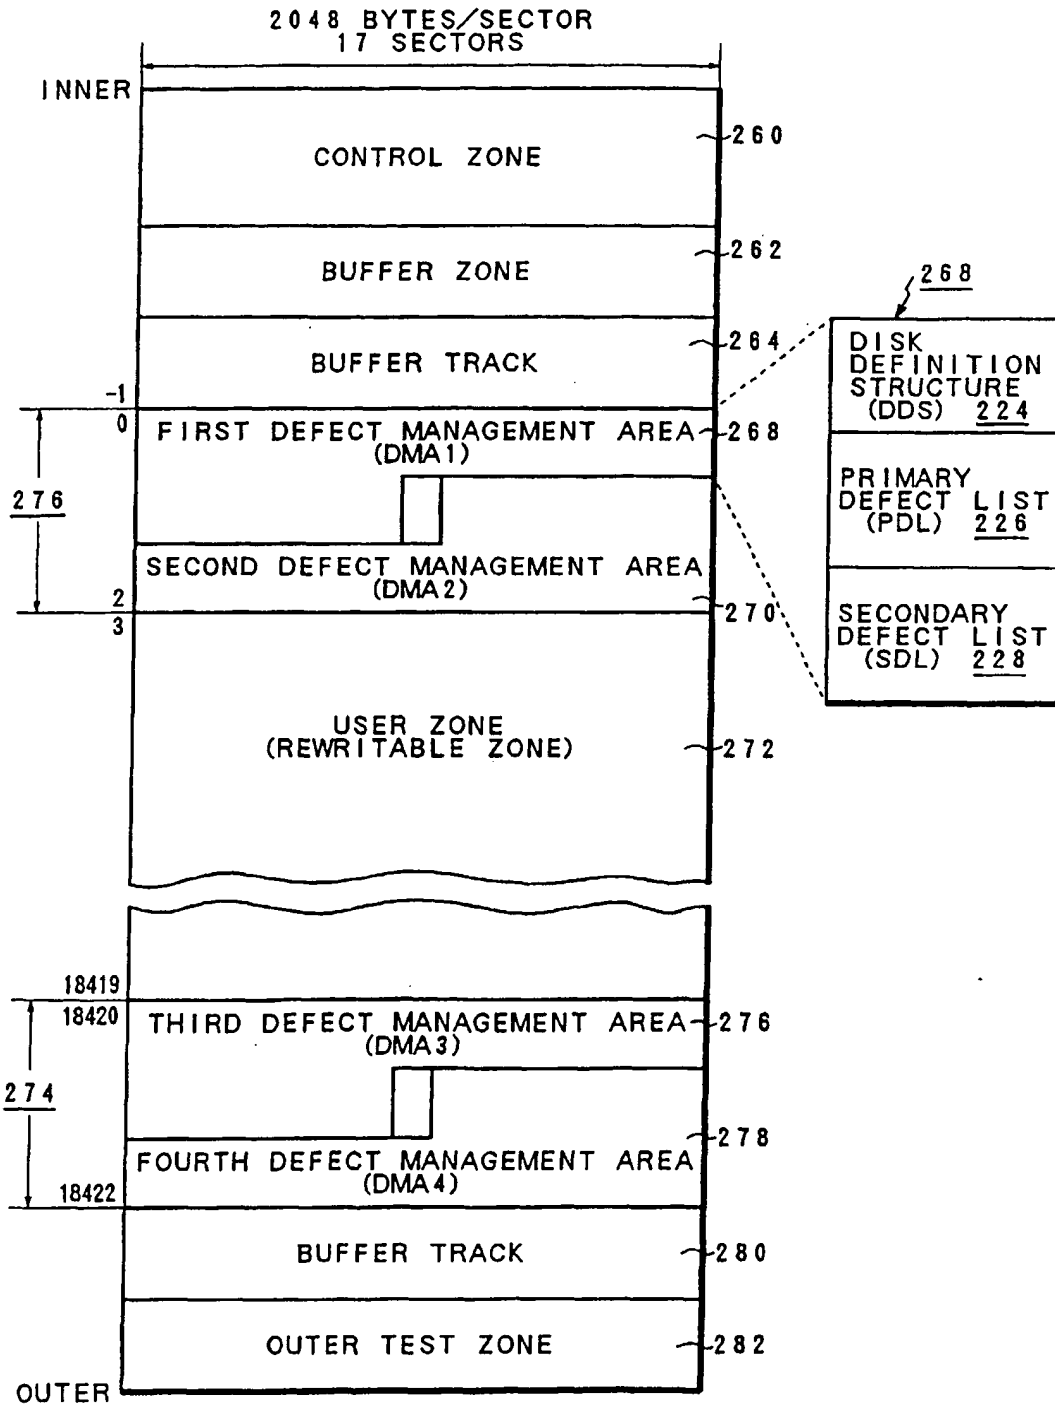 2048 BYTES/SECTOR
17 SECTORS
INNER
CONTROL ZONE
260
BUFFER ZONE
262
BUFFER TRACK
264
-1
0
FIRST DEFECT MANAGEMENT AREA
(DMA1)
268
276
SECOND DEFECT MANAGEMENT AREA
(DMA2)
270
2
3
USER ZONE
(REWRITABLE ZONE)
272
268
DISK
DEFINITION
STRUCTURE
(DDS) 224
PRIMARY
DEFECT LIST
(PDL) 226
SECONDARY
DEFECT LIST
(SDL) 228
18419
18420
THIRD DEFECT MANAGEMENT AREA
(DMA3)
276
274
278
FOURTH DEFECT MANAGEMENT AREA
(DMA4)
18422
BUFFER TRACK
280
OUTER TEST ZONE
282
OUTER